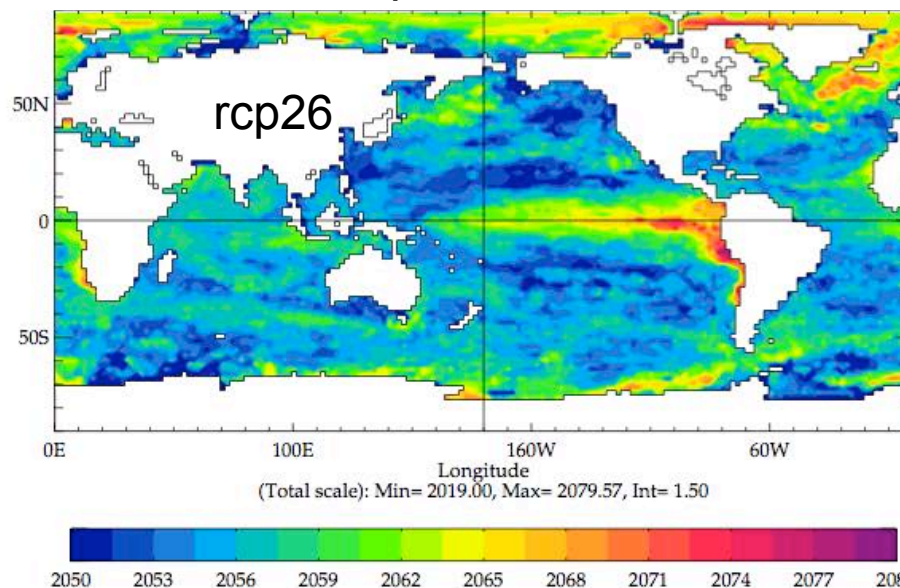 50N
rcp26
0
50S
0E 100E 160W 60W
Longitude
(Total scale): Min= 2019.00, Max= 2079.57, Int= 1.50
2050 2053 2056 2059 2062 2065 2068 2071 2074 2077